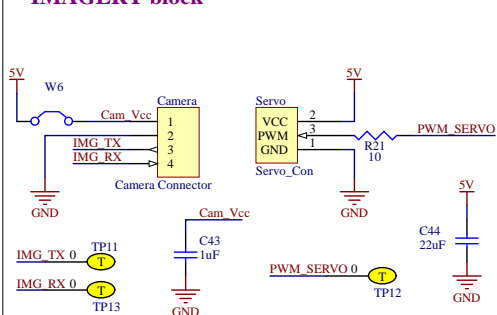 IMAGERY block
5V
W6
Cam_Vcc
Camera
1
2
3
4
IMG_TX
IMG_RX
Camera Connector
GND
5V
Servo
VCC 2
PWM 3
GND 1
Servo_Con
R21
10
PWM_SERVO
GND
Cam_Vcc
C43
1uF
GND
5V
C44
22uF
GND
IMG_TX 0 T TP11
IMG_RX 0 T TP13
PWM_SERVO 0 T TP12